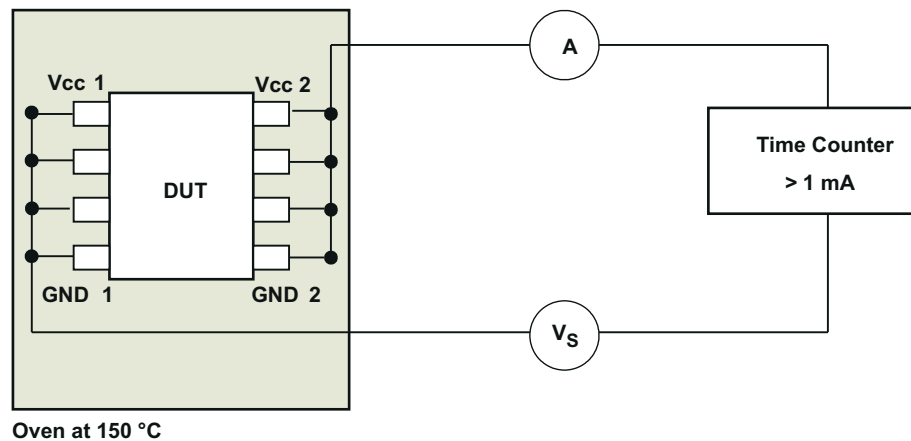 A
Vcc 1
Vcc 2
Time Counter
> 1 mA
DUT
GND 1
GND 2
VS
Oven at 150 °C